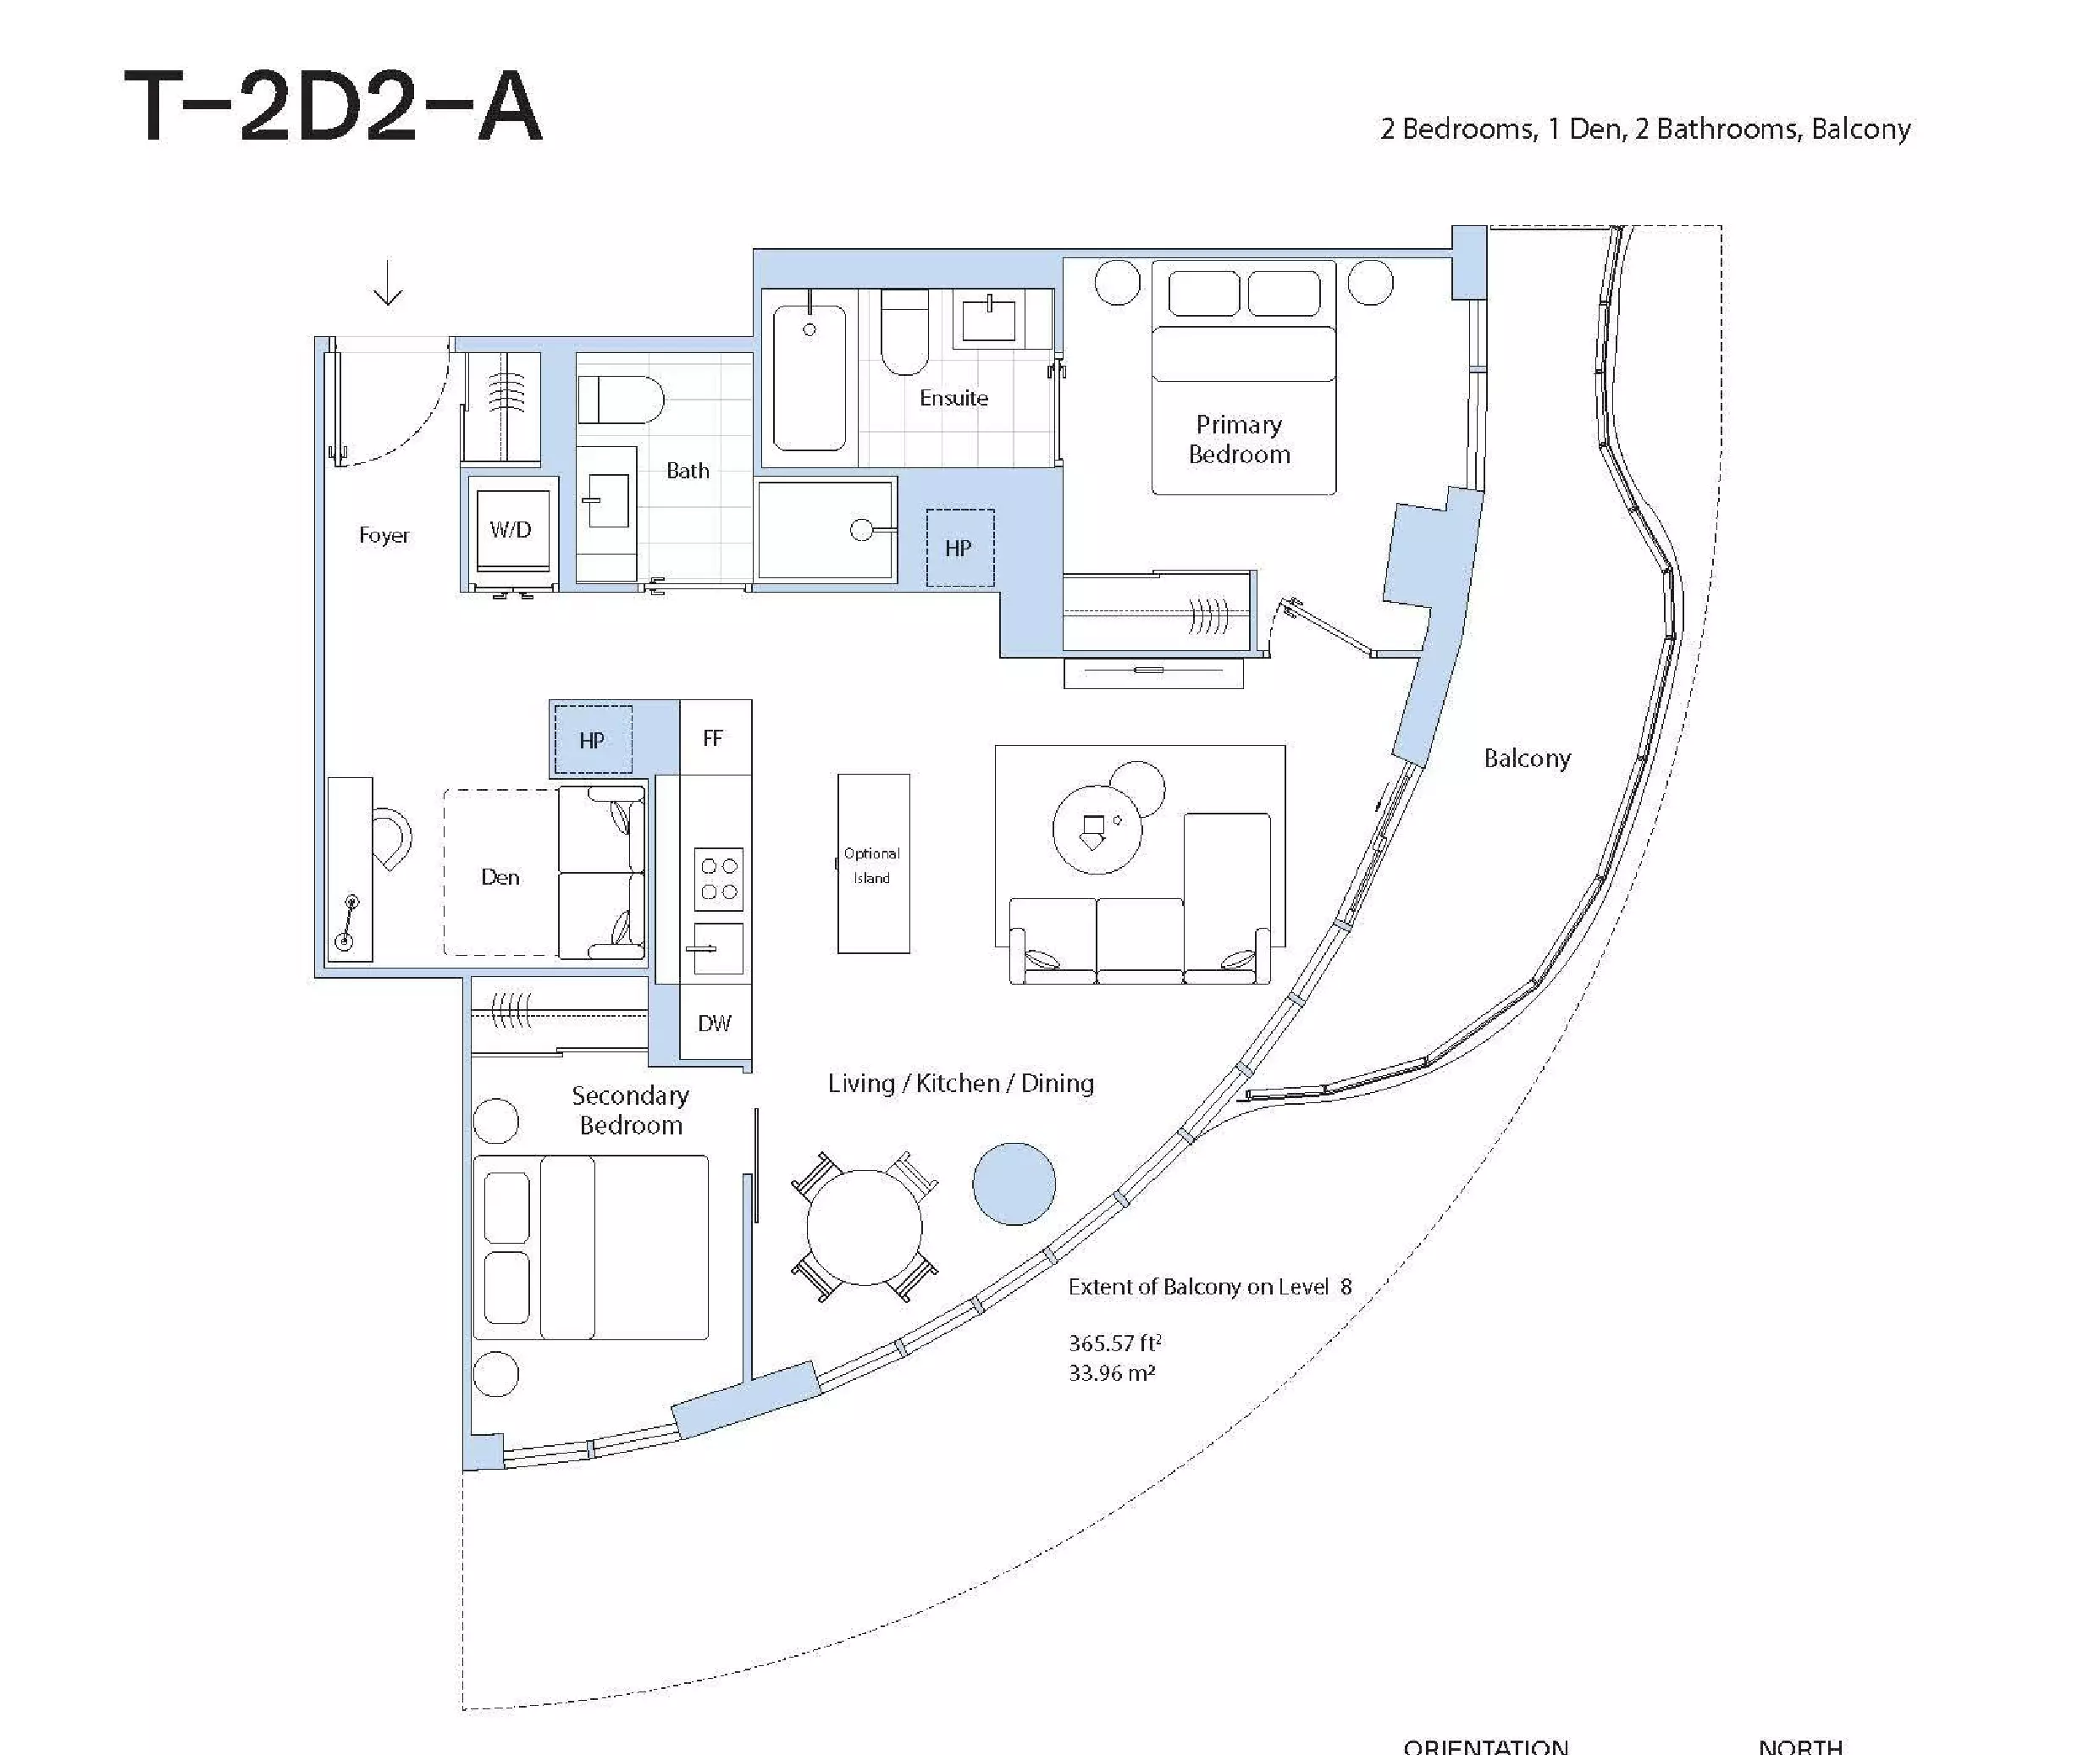 T–2D2–A
2 Bedrooms, 1 Den, 2 Bathrooms, Balcony
Ensuite
Primary
Bedroom
Bath
Foyer
W/D
HP
HP
FF
Balcony
Optional
Island
Den
DW
Living / Kitchen / Dining
Secondary
Bedroom
Extent of Balcony on Level 8
365.57 ft²
33.96 m²
ORIENTATION
NORTH